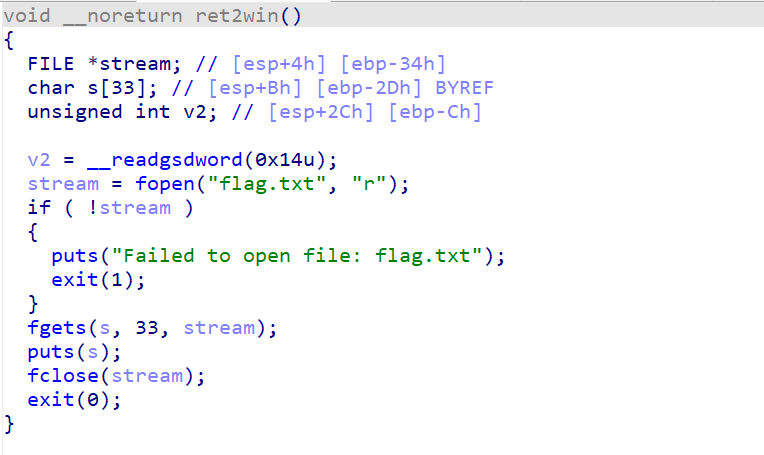 void __noreturn ret2win()
{
FILE *stream; // [esp+4h] [ebp-34h]
char s[33]; // [esp+Bh] [ebp-2Dh] BYREF
unsigned int v2; // [esp+2Ch] [ebp-Ch]
v2 = __readgsdword(0x14u);
stream = fopen("flag.txt", "r");
if ( !stream )
{
puts("Failed to open file: flag.txt");
exit(1);
}
fgets(s, 33, stream);
puts(s);
fclose(stream);
exit(0);
}